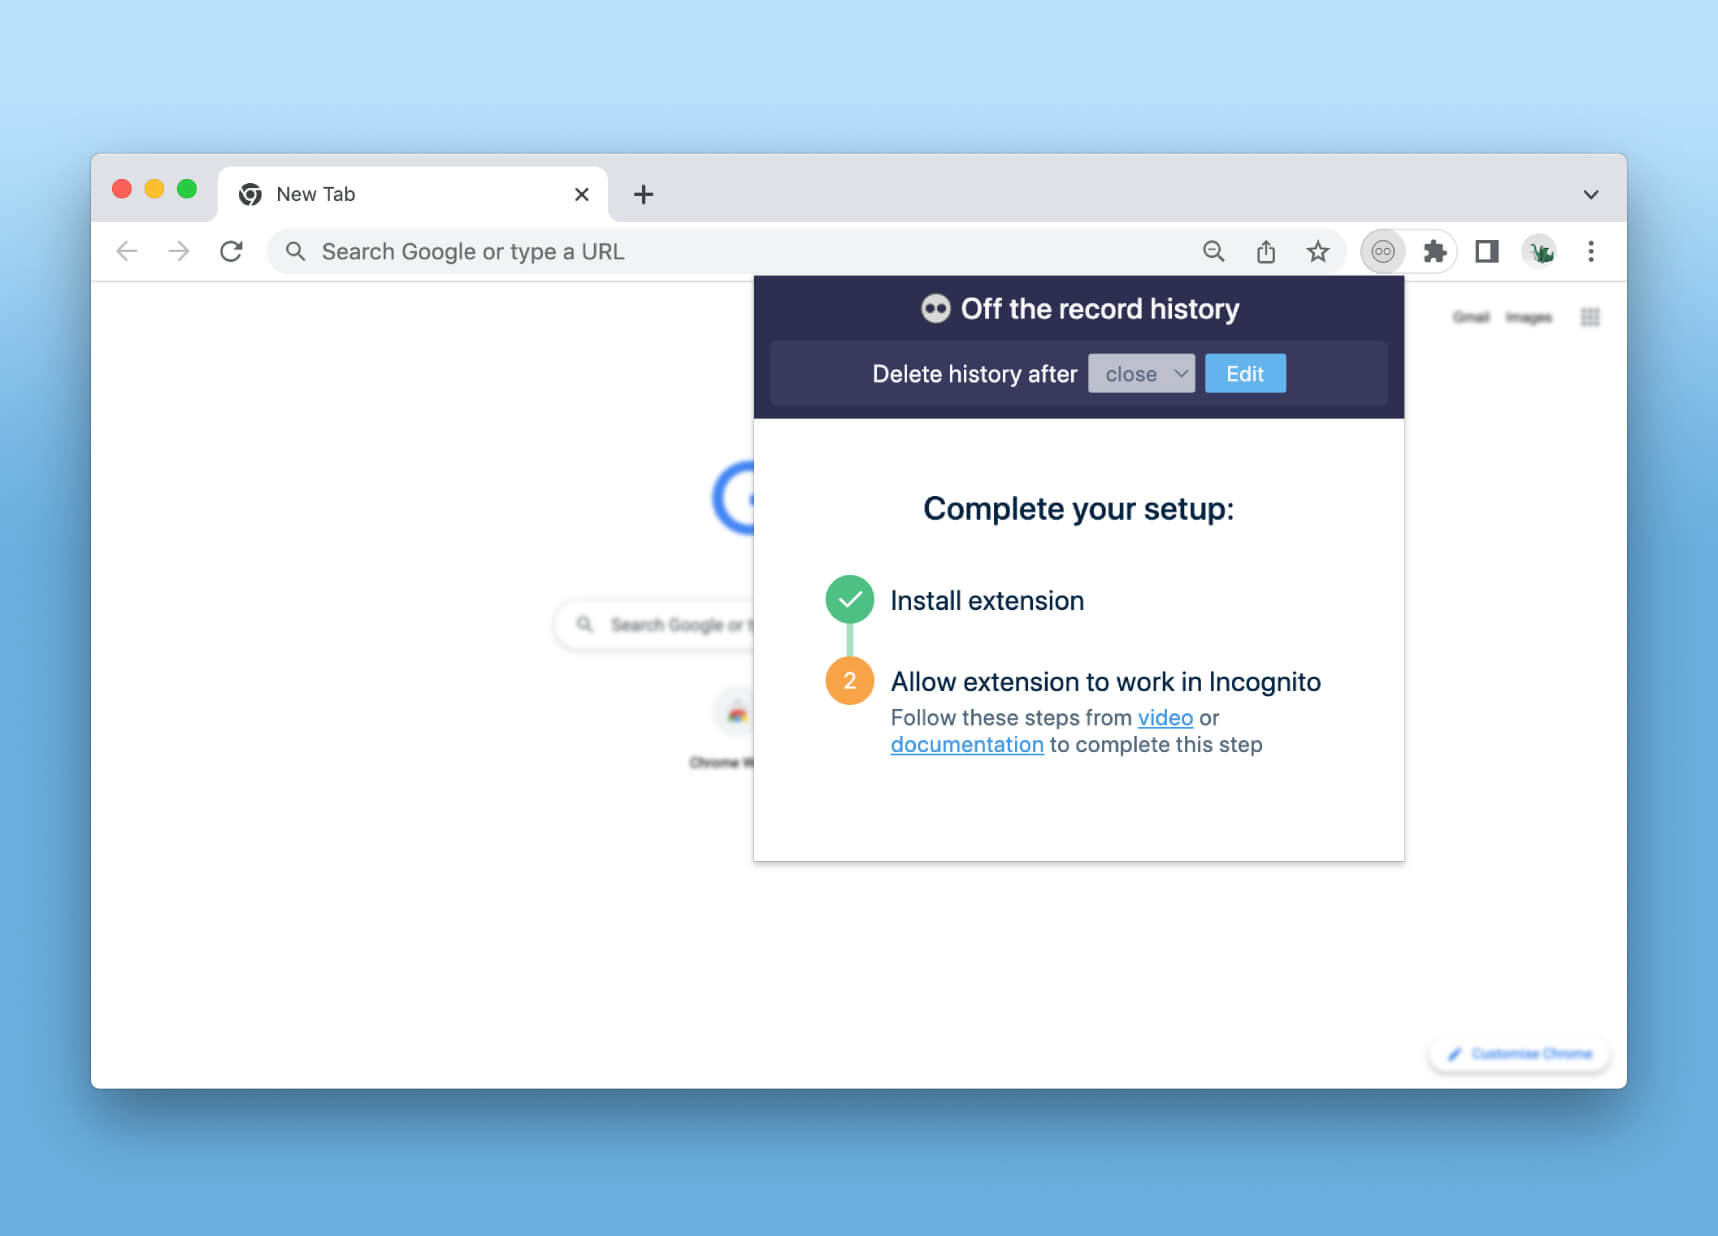 New Tab
Search Google or type a URL
Off the record history
Delete history after close Edit
Gmail Images
Complete your setup:
Search Google or
Install extension
2 Allow extension to work in Incognito
Follow these steps from video or
documentation to complete this step
Chrome
Customise Chrome